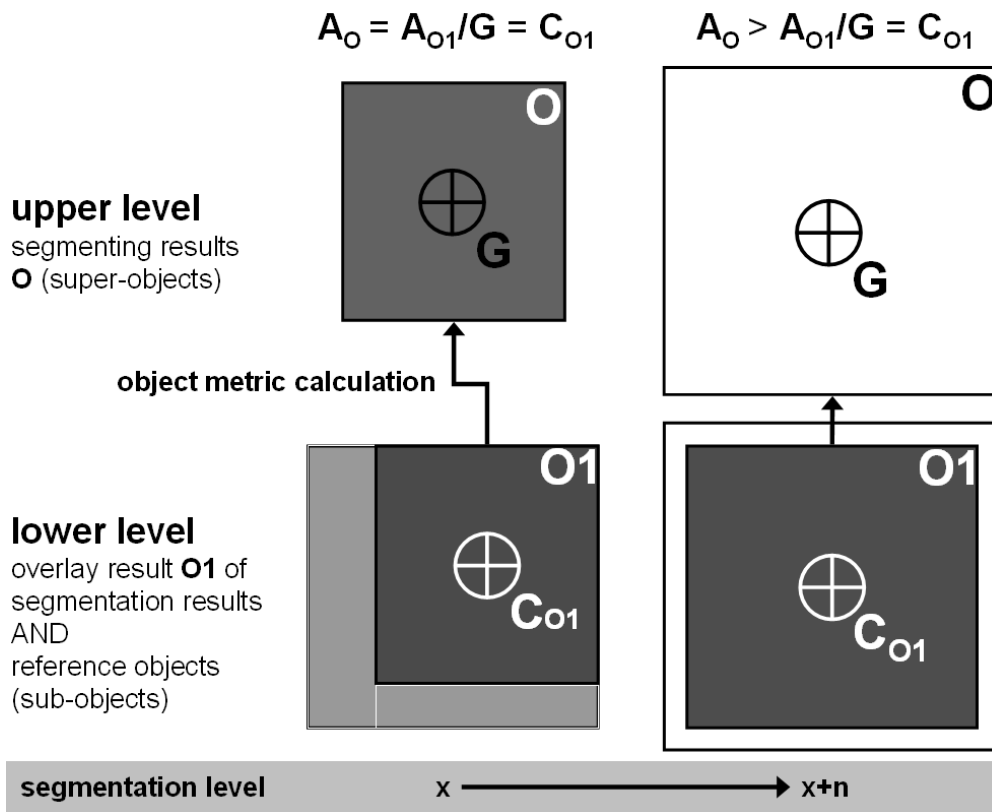 A_O = A_O1/G = C_O1
A_O > A_O1/G = C_O1
O
G
O
G
upper level
segmenting results
O (super-objects)
object metric calculation
O1
C_O1
O1
C_O1
lower level
overlay result O1 of
segmentation results
AND
reference objects
(sub-objects)
segmentation level
x
x+n